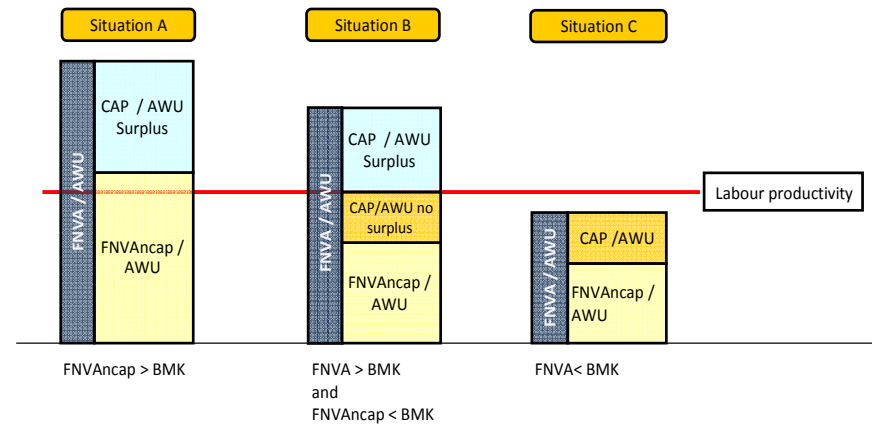 Situation A
Situation B
Situation C
FNVA / AWU
CAP / AWU
Surplus
FNVAncap /
AWU
FNVA / AWU
CAP / AWU
Surplus
CAP/AWU no
surplus
FNVAncap /
AWU
FNVA / AWU
CAP /AWU
FNVAncap /
AWU
Labour productivity
FNVAncap > BMK
FNVA > BMK
and
FNVAncap < BMK
FNVA< BMK